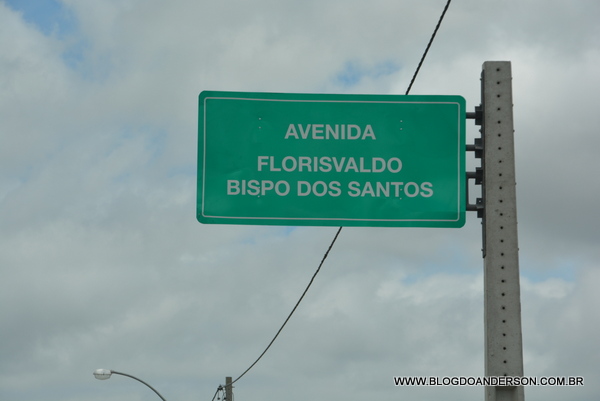 AVENIDA
FLORISVALDO
BISPO DOS SANTOS
WWW.BLOGDOANDERSON.COM.BR